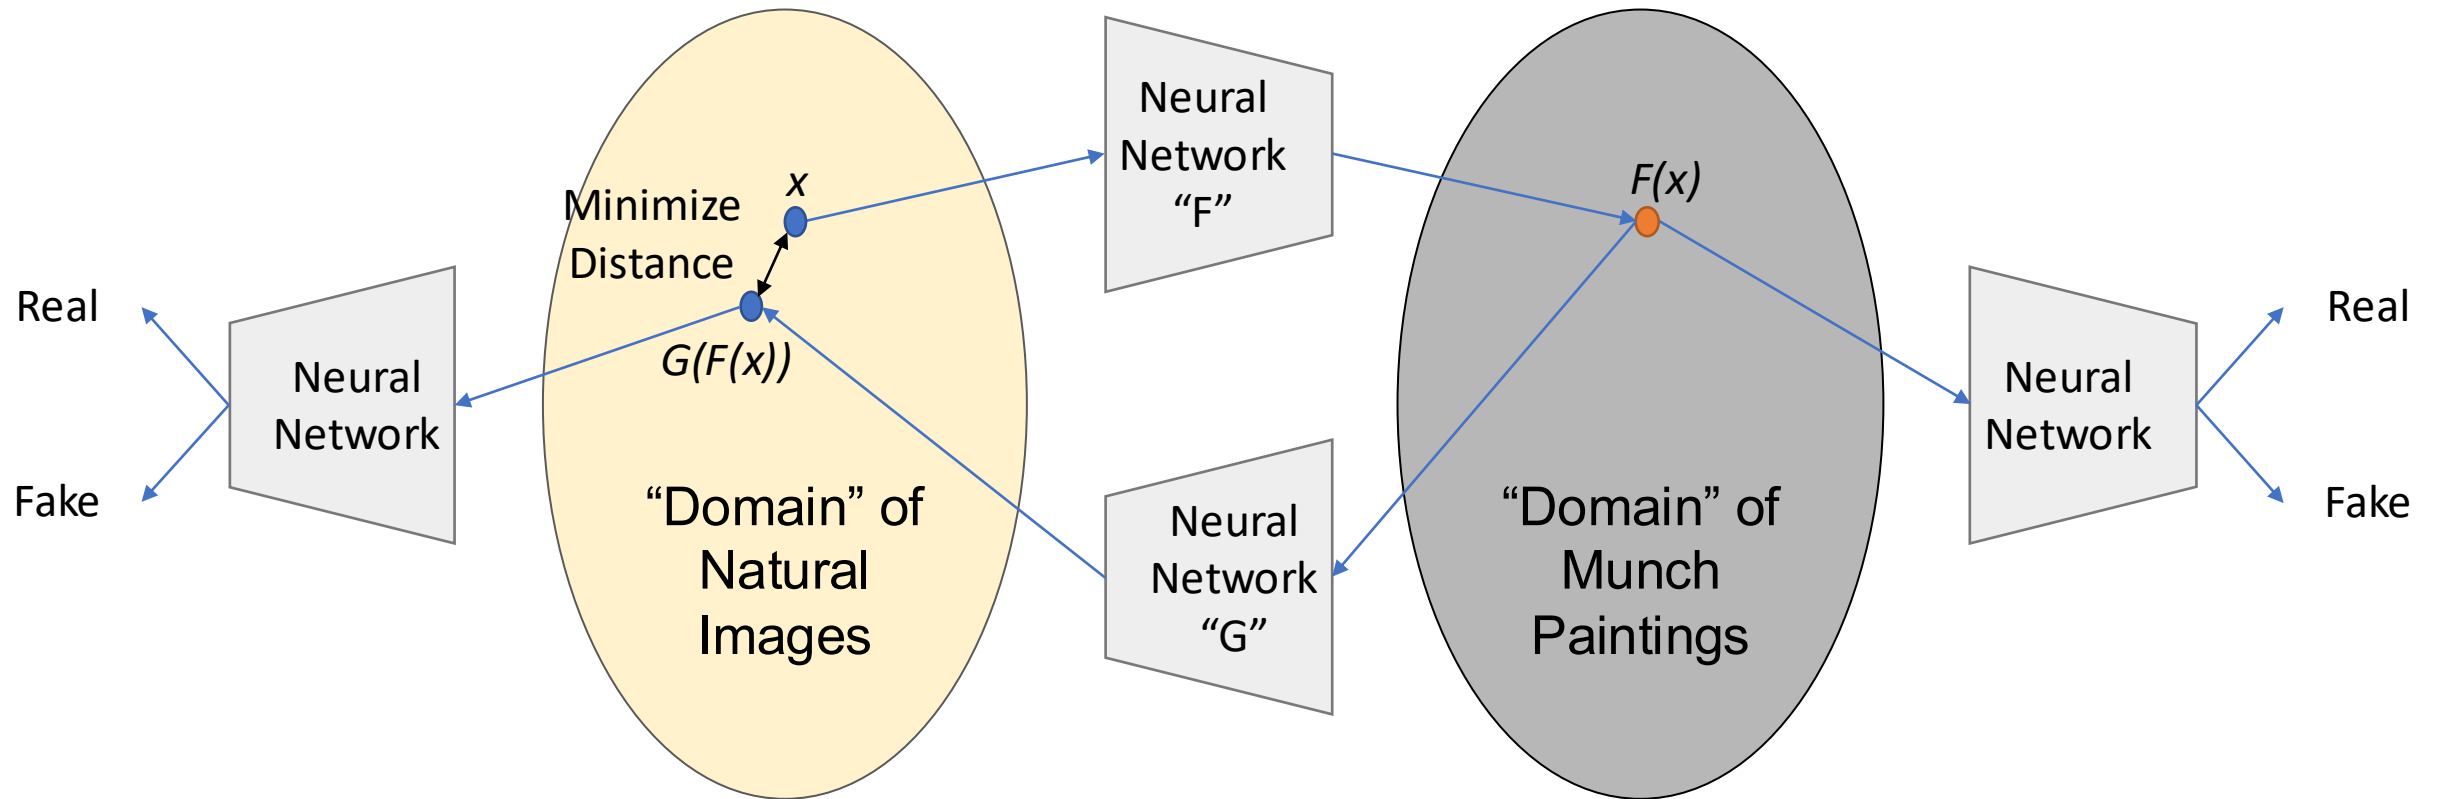 Real
Fake
Neural
Network
Minimize
Distance
x
G(F(x))
“Domain” of
Natural
Images
Neural
Network
“F”
Neural
Network
“G”
F(x)
“Domain” of
Munch
Paintings
Neural
Network
Real
Fake